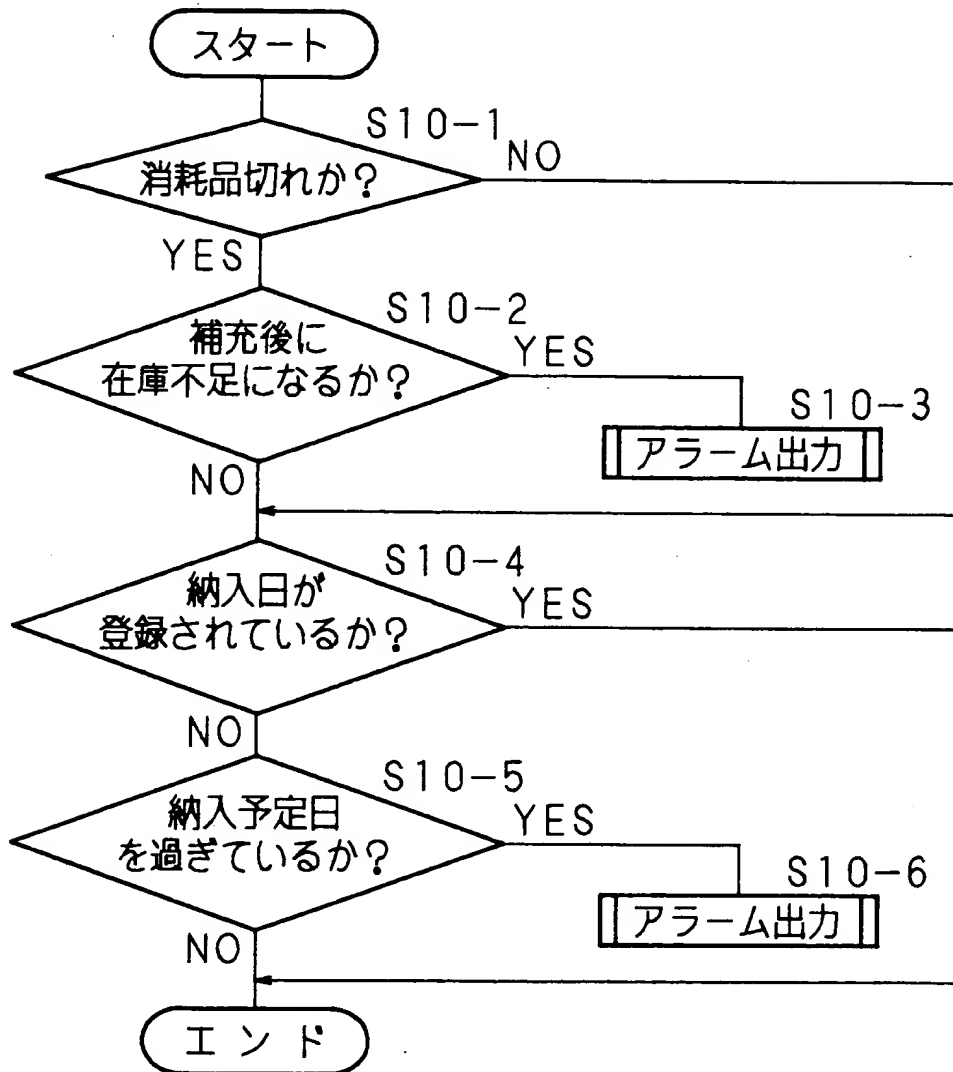 スタート
S10-1
消耗品切れか？
NO
YES
S10-2
補充後に
在庫不足になるか？
YES
S10-3
アラーム出力
NO
S10-4
納入日が
登録されているか？
YES
NO
S10-5
納入予定日
を過ぎているか？
YES
S10-6
アラーム出力
NO
エンド